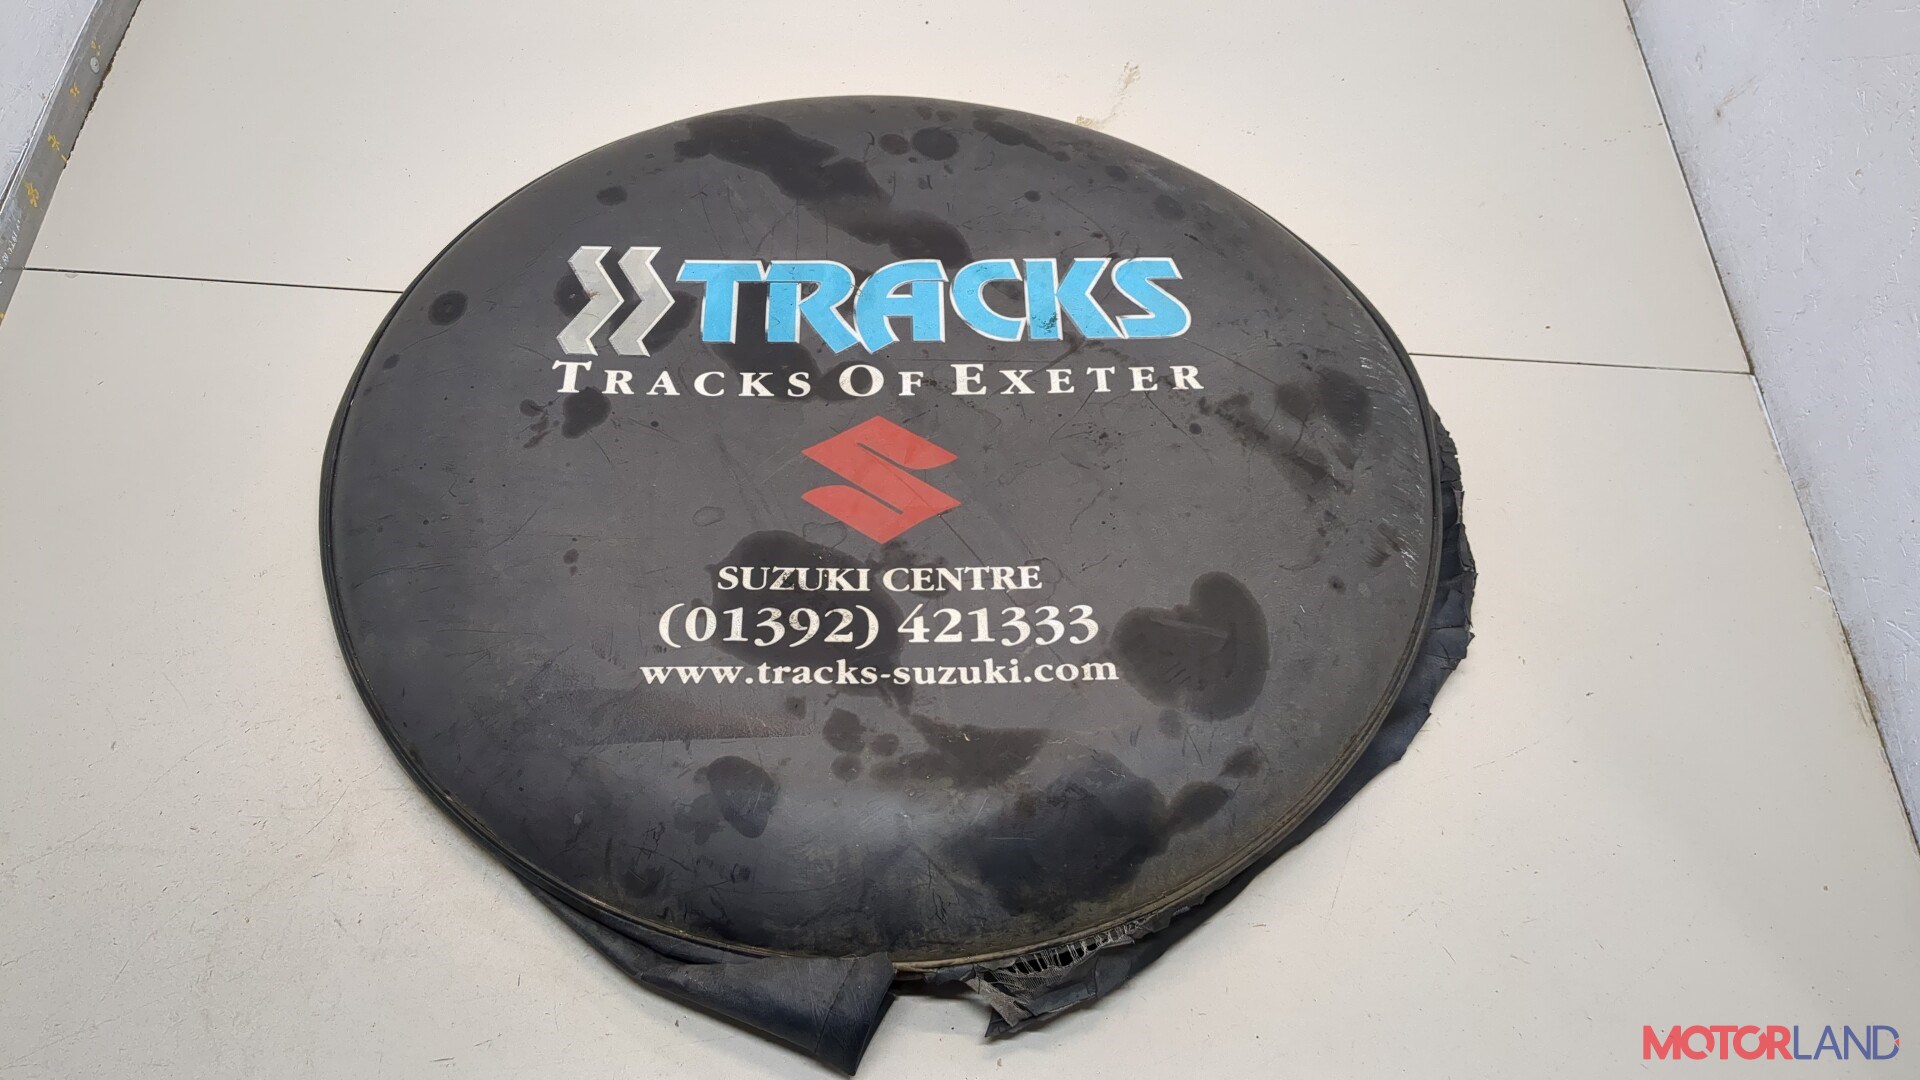 TRACKS
TRACKS OF EXETER
SUZUKI CENTRE
(01392) 421333
www.tracks-suzuki.com
MOTORLAND